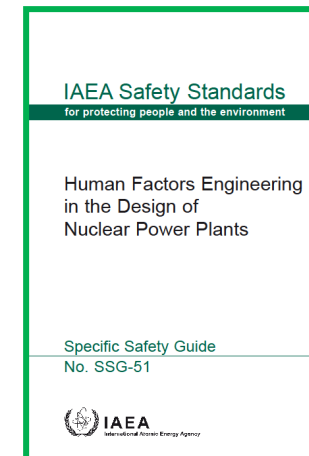 IAEA Safety Standards
for protecting people and the environment
Human Factors Engineering
in the Design of
Nuclear Power Plants
Specific Safety Guide
No. SSG-51
IAEA
International Atomic Energy Agency